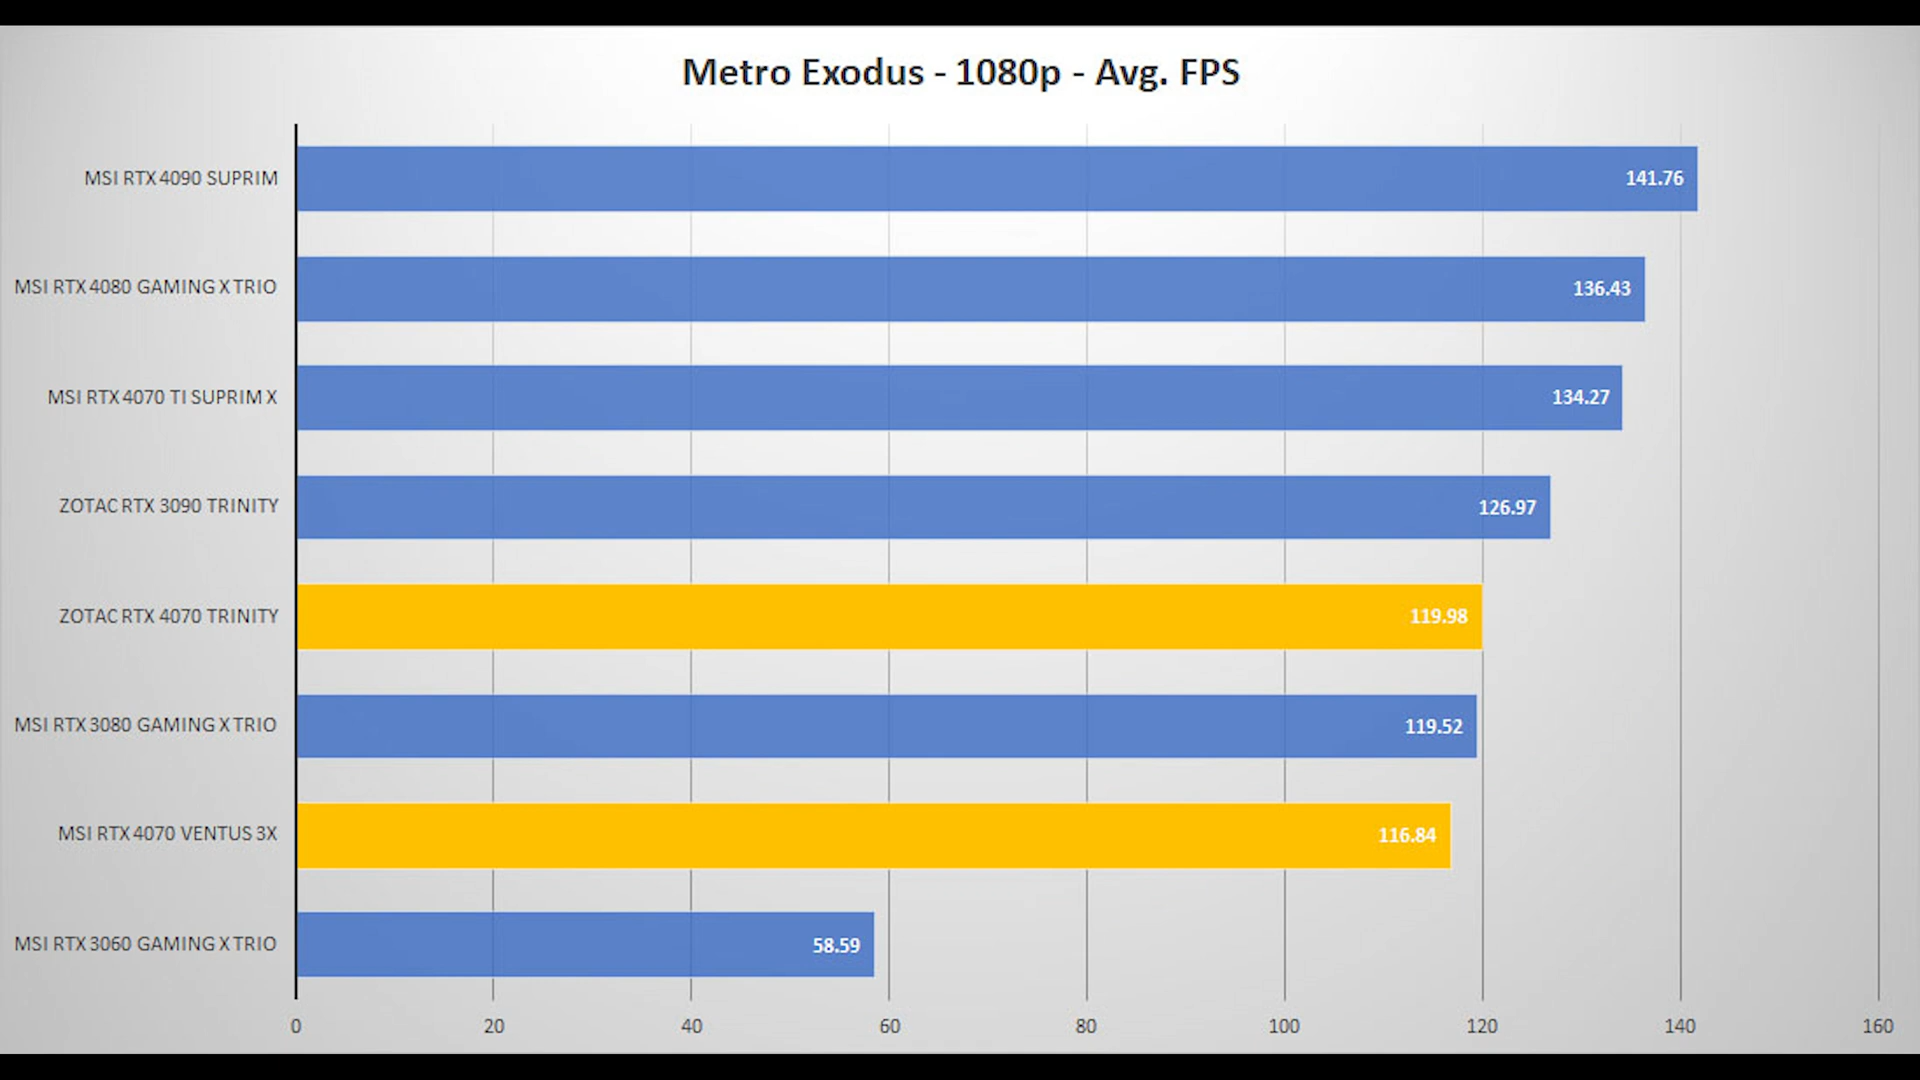 Metro Exodus - 1080p - Avg. FPS
MSI RTX 4090 SUPRIM 141.76
MSI RTX 4080 GAMING X TRIO 136.43
MSI RTX 4070 TI SUPRIM X 134.27
ZOTAC RTX 3090 TRINITY 126.97
ZOTAC RTX 4070 TRINITY 119.98
MSI RTX 3080 GAMING X TRIO 119.52
MSI RTX 4070 VENTUS 3X 116.84
MSI RTX 3060 GAMING X TRIO 58.59
0 20 40 60 80 100 120 140 160